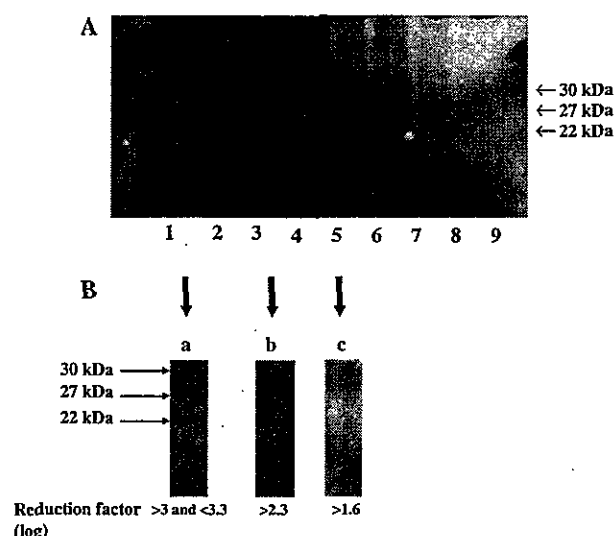 A
← 30 kDa
← 27 kDa
← 22 kDa
1 2 3 4 5 6 7 8 9
B
a b c
30 kDa
27 kDa
22 kDa
Reduction factor >3 and <3.3 >2.3 >1.6
(log)